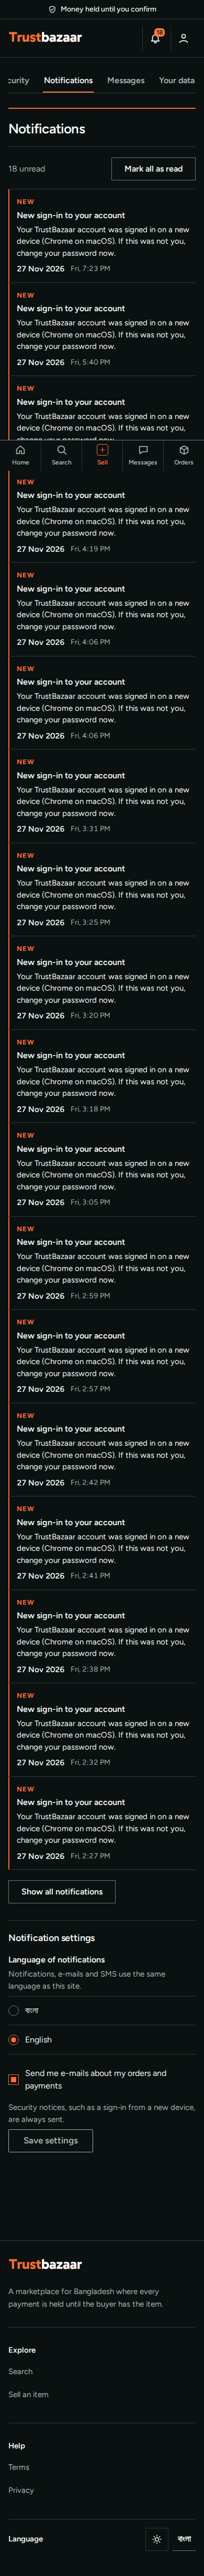 Money held until you confirm
Trustbazaar
18
curity Notifications Messages Your data
Notifications
18 unread Mark all as read
NEW
New sign-in to your account
Your TrustBazaar account was signed in on a new
device (Chrome on macOS). If this was not you,
change your password now.
27 Nov 2026 Fri, 7:23 PM
NEW
New sign-in to your account
Your TrustBazaar account was signed in on a new
device (Chrome on macOS). If this was not you,
change your password now.
27 Nov 2026 Fri, 5:40 PM
NEW
New sign-in to your account
Your TrustBazaar account was signed in on a new
device (Chrome on macOS). If this was not you,
change your password now.
Home Search Sell Messages Orders
NEW
New sign-in to your account
Your TrustBazaar account was signed in on a new
device (Chrome on macOS). If this was not you,
change your password now.
27 Nov 2026 Fri, 4:19 PM
NEW
New sign-in to your account
Your TrustBazaar account was signed in on a new
device (Chrome on macOS). If this was not you,
change your password now.
27 Nov 2026 Fri, 4:06 PM
NEW
New sign-in to your account
Your TrustBazaar account was signed in on a new
device (Chrome on macOS). If this was not you,
change your password now.
27 Nov 2026 Fri, 4:06 PM
NEW
New sign-in to your account
Your TrustBazaar account was signed in on a new
device (Chrome on macOS). If this was not you,
change your password now.
27 Nov 2026 Fri, 3:31 PM
NEW
New sign-in to your account
Your TrustBazaar account was signed in on a new
device (Chrome on macOS). If this was not you,
change your password now.
27 Nov 2026 Fri, 3:25 PM
NEW
New sign-in to your account
Your TrustBazaar account was signed in on a new
device (Chrome on macOS). If this was not you,
change your password now.
27 Nov 2026 Fri, 3:20 PM
NEW
New sign-in to your account
Your TrustBazaar account was signed in on a new
device (Chrome on macOS). If this was not you,
change your password now.
27 Nov 2026 Fri, 3:18 PM
NEW
New sign-in to your account
Your TrustBazaar account was signed in on a new
device (Chrome on macOS). If this was not you,
change your password now.
27 Nov 2026 Fri, 3:05 PM
NEW
New sign-in to your account
Your TrustBazaar account was signed in on a new
device (Chrome on macOS). If this was not you,
change your password now.
27 Nov 2026 Fri, 2:59 PM
NEW
New sign-in to your account
Your TrustBazaar account was signed in on a new
device (Chrome on macOS). If this was not you,
change your password now.
27 Nov 2026 Fri, 2:57 PM
NEW
New sign-in to your account
Your TrustBazaar account was signed in on a new
device (Chrome on macOS). If this was not you,
change your password now.
27 Nov 2026 Fri, 2:42 PM
NEW
New sign-in to your account
Your TrustBazaar account was signed in on a new
device (Chrome on macOS). If this was not you,
change your password now.
27 Nov 2026 Fri, 2:41 PM
NEW
New sign-in to your account
Your TrustBazaar account was signed in on a new
device (Chrome on macOS). If this was not you,
change your password now.
27 Nov 2026 Fri, 2:38 PM
NEW
New sign-in to your account
Your TrustBazaar account was signed in on a new
device (Chrome on macOS). If this was not you,
change your password now.
27 Nov 2026 Fri, 2:32 PM
NEW
New sign-in to your account
Your TrustBazaar account was signed in on a new
device (Chrome on macOS). If this was not you,
change your password now.
27 Nov 2026 Fri, 2:27 PM
Show all notifications
Notification settings
Language of notifications
Notifications, e-mails and SMS use the same
language as this site.
বাংলা
English
Send me e-mails about my orders and
payments
Security notices, such as a sign-in from a new device,
are always sent.
Save settings
Trustbazaar
A marketplace for Bangladesh where every
payment is held until the buyer has the item.
Explore
Search
Sell an item
Help
Terms
Privacy
Language বাংলা